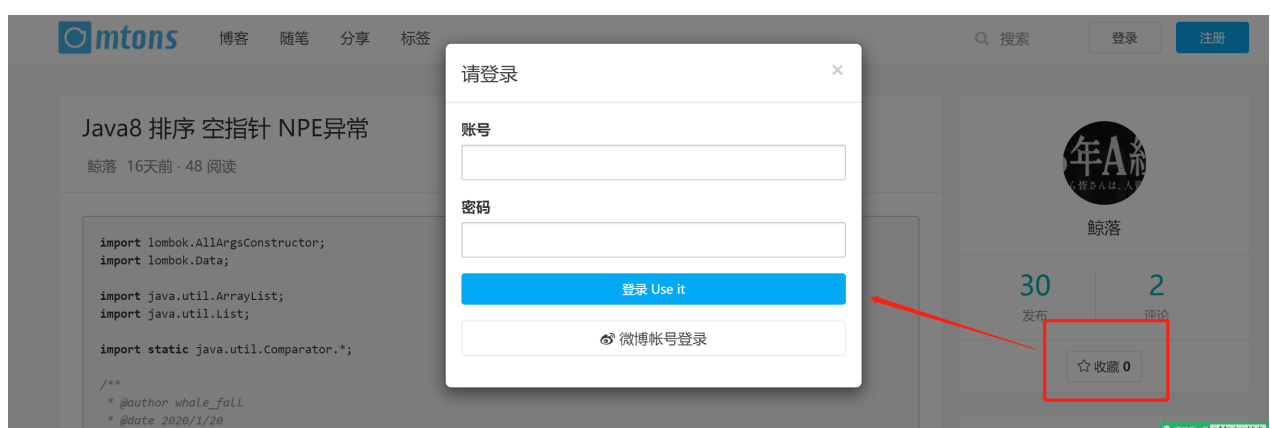 mtons 博客 随笔 分享 标签 搜索 登录 注册
请登录 ×
账号
密码
登录 Use it
微博帐号登录
Java8 排序 空指针 NPE异常
鲸落 16天前 · 48 阅读
import lombok.AllArgsConstructor;
import lombok.Data;
import java.util.ArrayList;
import java.util.List;
import static java.util.Comparator.*;
/**
* @author whale_fall
* @date 2020/1/20
年A組
鲸落
30 2
发布 评论
收藏 0